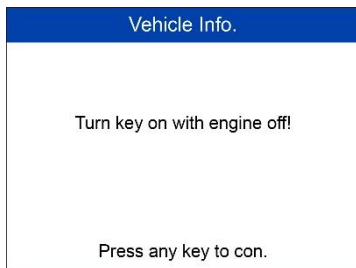 Vehicle Info.
Turn key on with engine off!
Press any key to con.